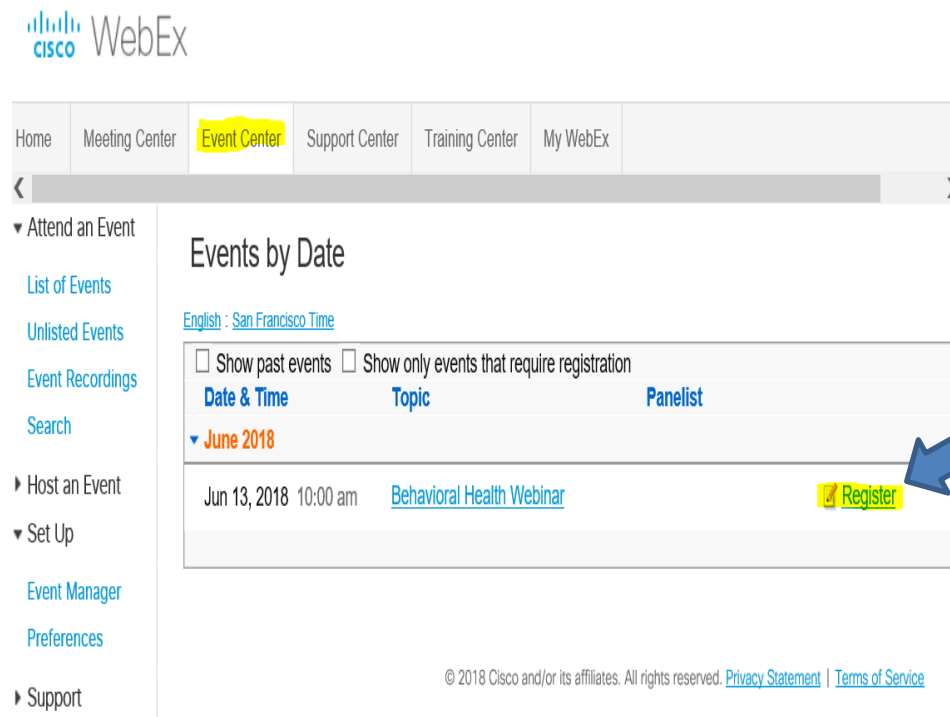 CISCO WebEx
Home Meeting Center Event Center Support Center Training Center My WebEx
Attend an Event
List of Events
Unlisted Events
Event Recordings
Search
Host an Event
Set Up
Event Manager
Preferences
Support
Events by Date
English : San Francisco Time
Show past events Show only events that require registration
Date & Time Topic Panelist
June 2018
Jun 13, 2018 10:00 am Behavioral Health Webinar Register
© 2018 Cisco and/or its affiliates. All rights reserved. Privacy Statement | Terms of Service